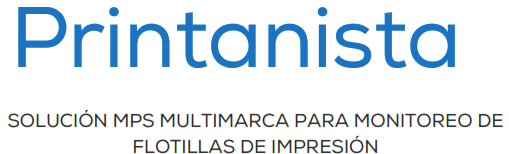 Printanista
SOLUCIÓN MPS MULTIMARCA PARA MONITOREO DE
FLOTILLAS DE IMPRESIÓN